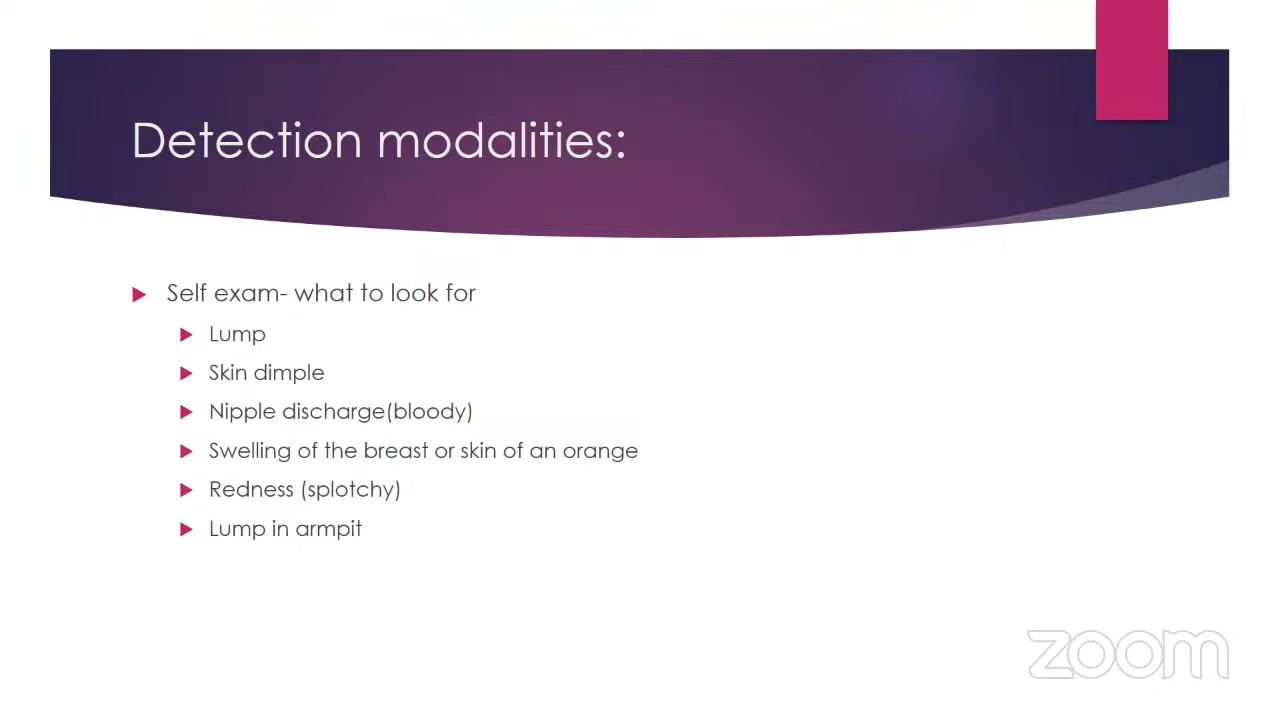 Detection modalities:
Self exam- what to look for
Lump
Skin dimple
Nipple discharge(bloody)
Swelling of the breast or skin of an orange
Redness (splotchy)
Lump in armpit
zoom